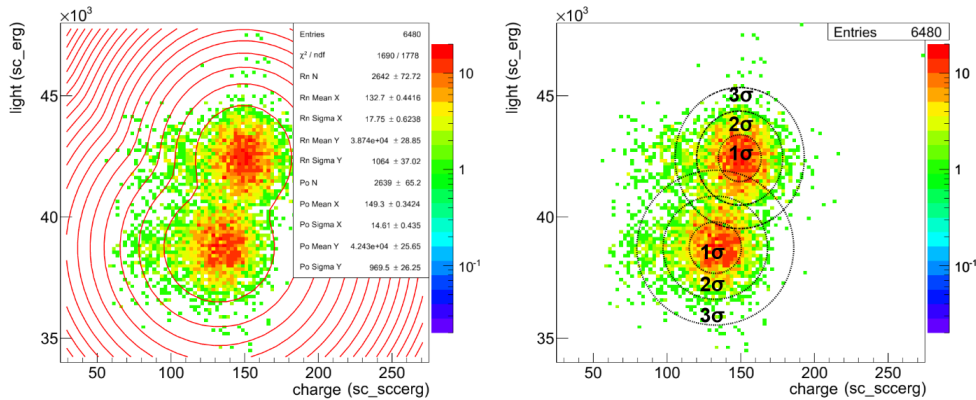 ×10³
light (sc_erg)
45
40
35
50 100 150 200 250
charge (sc_sccerg)
Entries 6480
χ² / ndf 1690 / 1778
Rn N 2642 ± 72.72
Rn Mean X 132.7 ± 0.4416
Rn Sigma X 17.75 ± 0.6238
Rn Mean Y 3.874e+04 ± 28.85
Rn Sigma Y 1064 ± 37.02
Po N 2639 ± 65.2
Po Mean X 149.3 ± 0.3424
Po Sigma X 14.61 ± 0.435
Po Mean Y 4.243e+04 ± 25.65
Po Sigma Y 969.5 ± 26.25
10
1
10⁻¹
×10³
light (sc_erg)
45
40
35
50 100 150 200 250
charge (sc_sccerg)
Entries 6480
3σ
2σ
1σ
1σ
2σ
3σ
10
1
10⁻¹